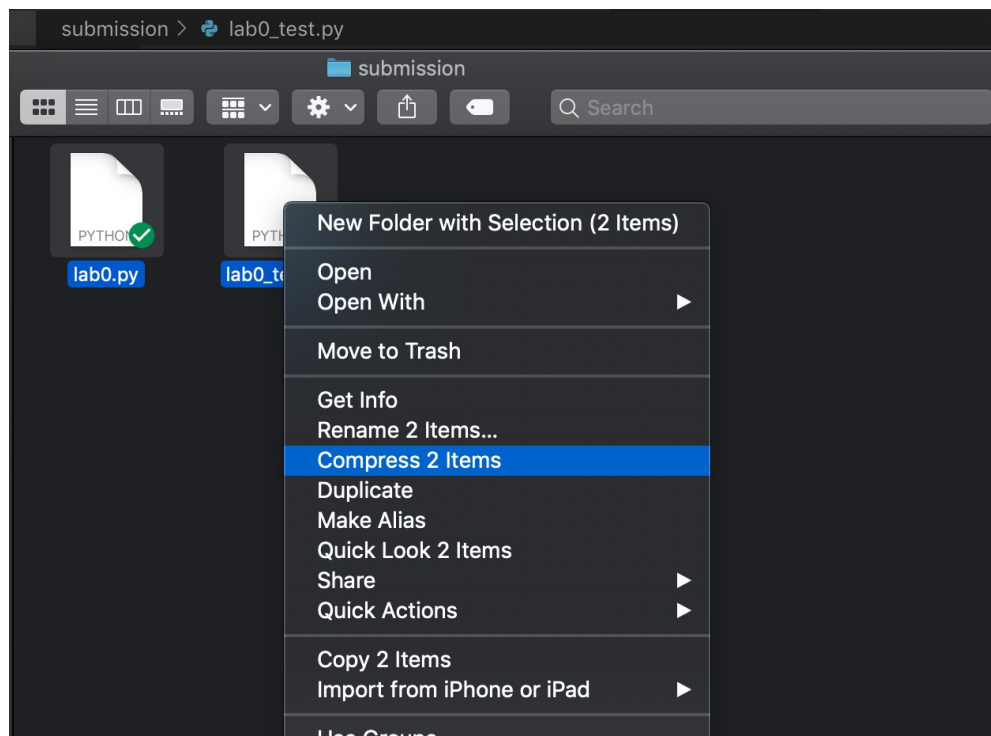 submission > lab0_test.py
submission
Search
PYTHON
PYTH
lab0.py
lab0_te
New Folder with Selection (2 Items)
Open
Open With
Move to Trash
Get Info
Rename 2 Items...
Compress 2 Items
Duplicate
Make Alias
Quick Look 2 Items
Share
Quick Actions
Copy 2 Items
Import from iPhone or iPad
Use Groups